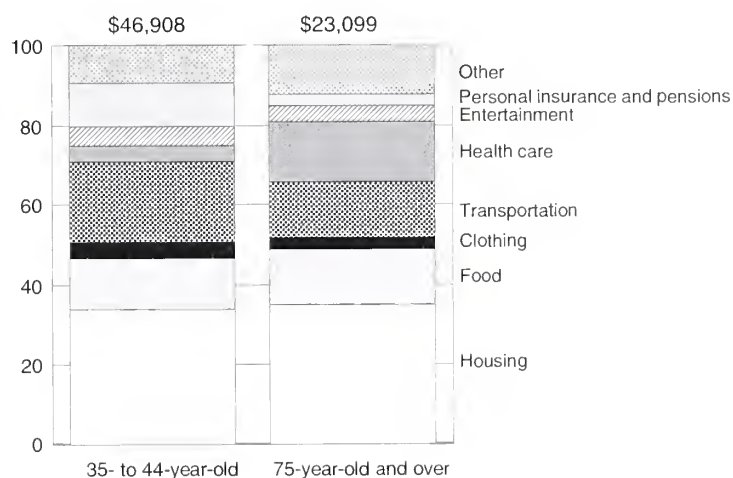 $46,908 $23,099
100
80
60
40
20
0
Other
Personal insurance and pensions
Entertainment
Health care
Transportation
Clothing
Food
Housing
35- to 44-year-old 75-year-old and over